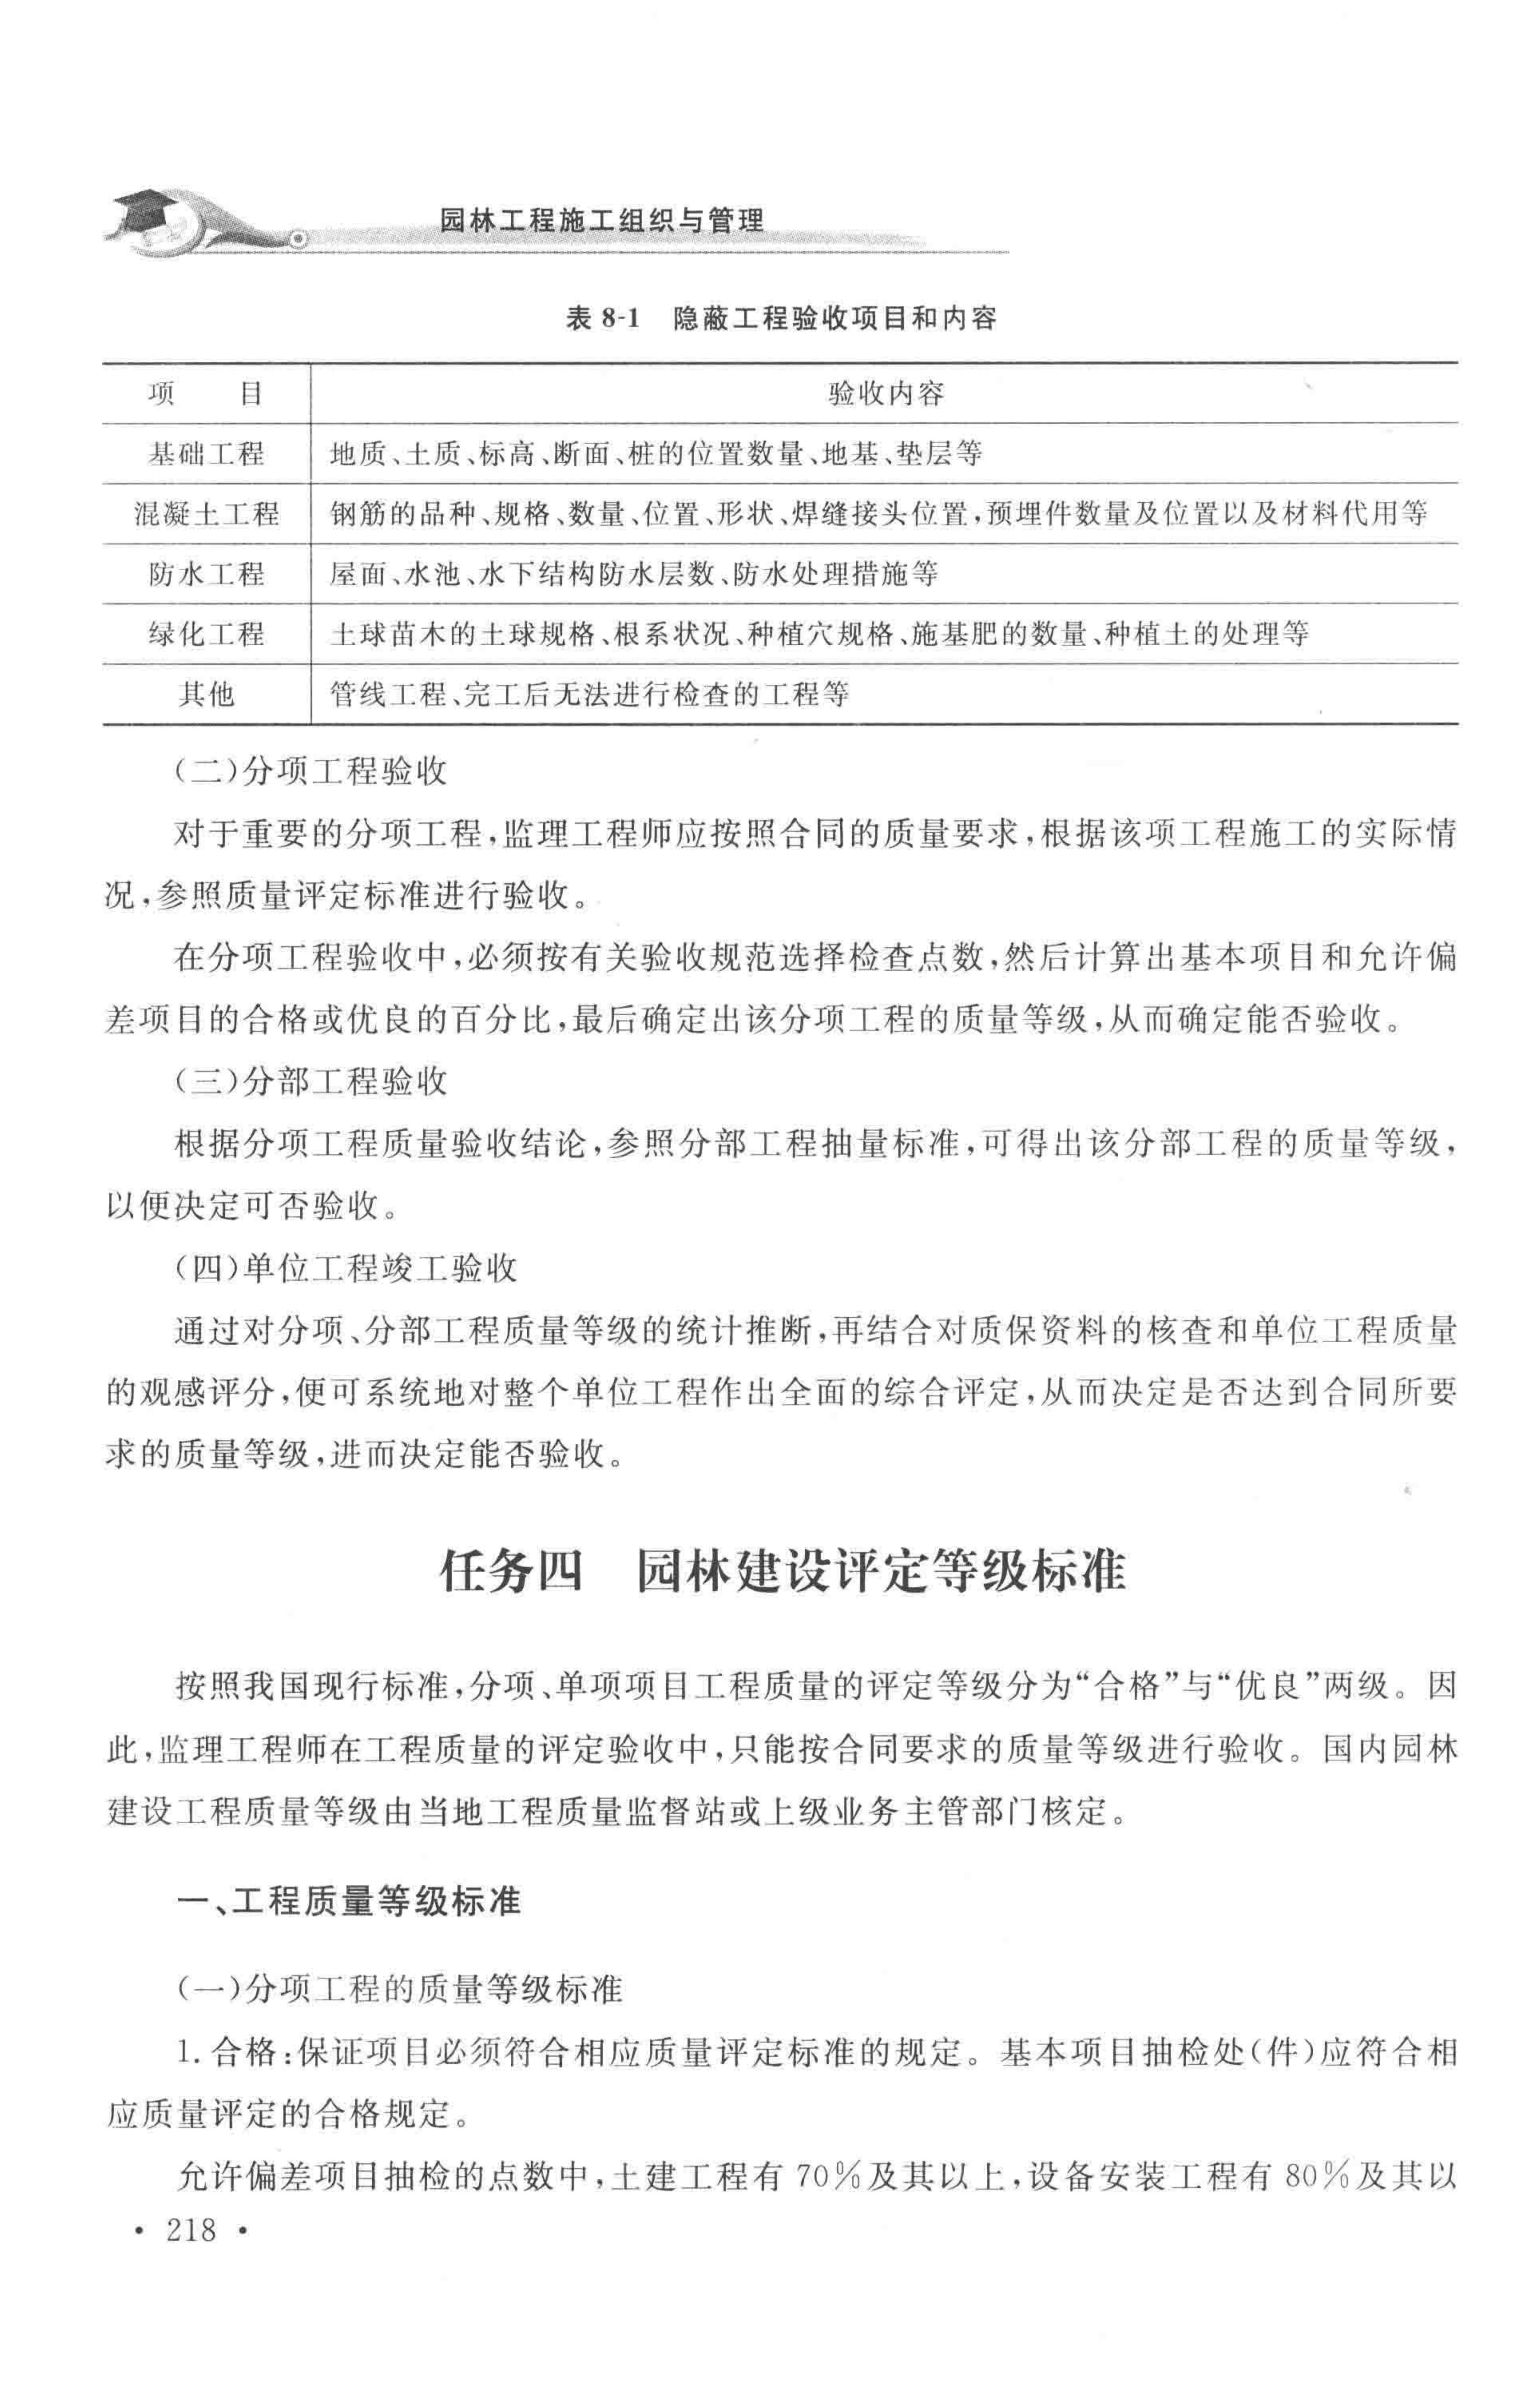 园林工程施工组织与管理
表 8-1 隐蔽工程验收项目和内容
项 目 验收内容
基础工程 地质、土质、标高、断面、桩的位置数量、地基、垫层等
混凝土工程 钢筋的品种、规格、数量、位置、形状、焊缝接头位置,预埋件数量及位置以及材料代用等
防水工程 屋面、水池、水下结构防水层数、防水处理措施等
绿化工程 土球苗木的土球规格、根系状况、种植穴规格、施基肥的数量、种植土的处理等
其他 管线工程、完工后无法进行检查的工程等
(二)分项工程验收
对于重要的分项工程,监理工程师应按照合同的质量要求,根据该项工程施工的实际情
况,参照质量评定标准进行验收。
在分项工程验收中,必须按有关验收规范选择检查点数,然后计算出基本项目和允许偏
差项目的合格或优良的百分比,最后确定出该分项工程的质量等级,从而确定能否验收。
(三)分部工程验收
根据分项工程质量验收结论,参照分部工程抽量标准,可得出该分部工程的质量等级,
以便决定可否验收。
(四)单位工程竣工验收
通过对分项、分部工程质量等级的统计推断,再结合对质保资料的核查和单位工程质量
的观感评分,便可系统地对整个单位工程作出全面的综合评定,从而决定是否达到合同所要
求的质量等级,进而决定能否验收。
任务四 园林建设评定等级标准
按照我国现行标准,分项、单项项目工程质量的评定等级分为“合格”与“优良”两级。因
此,监理工程师在工程质量的评定验收中,只能按合同要求的质量等级进行验收。国内园林
建设工程质量等级由当地工程质量监督站或上级业务主管部门核定。
一、工程质量等级标准
(一)分项工程的质量等级标准
1. 合格:保证项目必须符合相应质量评定标准的规定。基本项目抽检处(件)应符合相
应质量评定的合格规定。
允许偏差项目抽检的点数中,土建工程有 70%及其以上,设备安装工程有 80%及其以
• 218 •